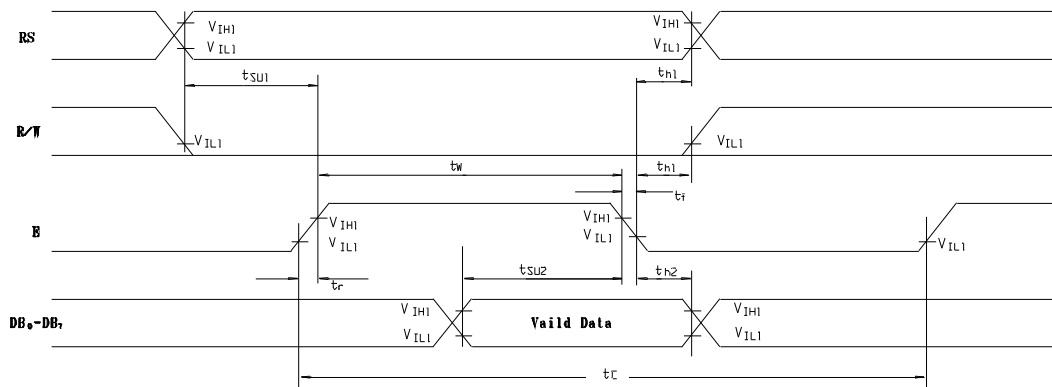 RS
V_IH1
V_IL1
V_IH1
V_IL1
t_SU1
t_h1
R/W
V_IL1
V_IL1
t_W
t_h1
t_f
E
V_IH1
V_IL1
V_IH1
V_IL1
V_IL1
t_r
t_SU2
t_h2
DB₀-DB₇
V_IH1
V_IL1
Vaild Data
V_IH1
V_IL1
t_C